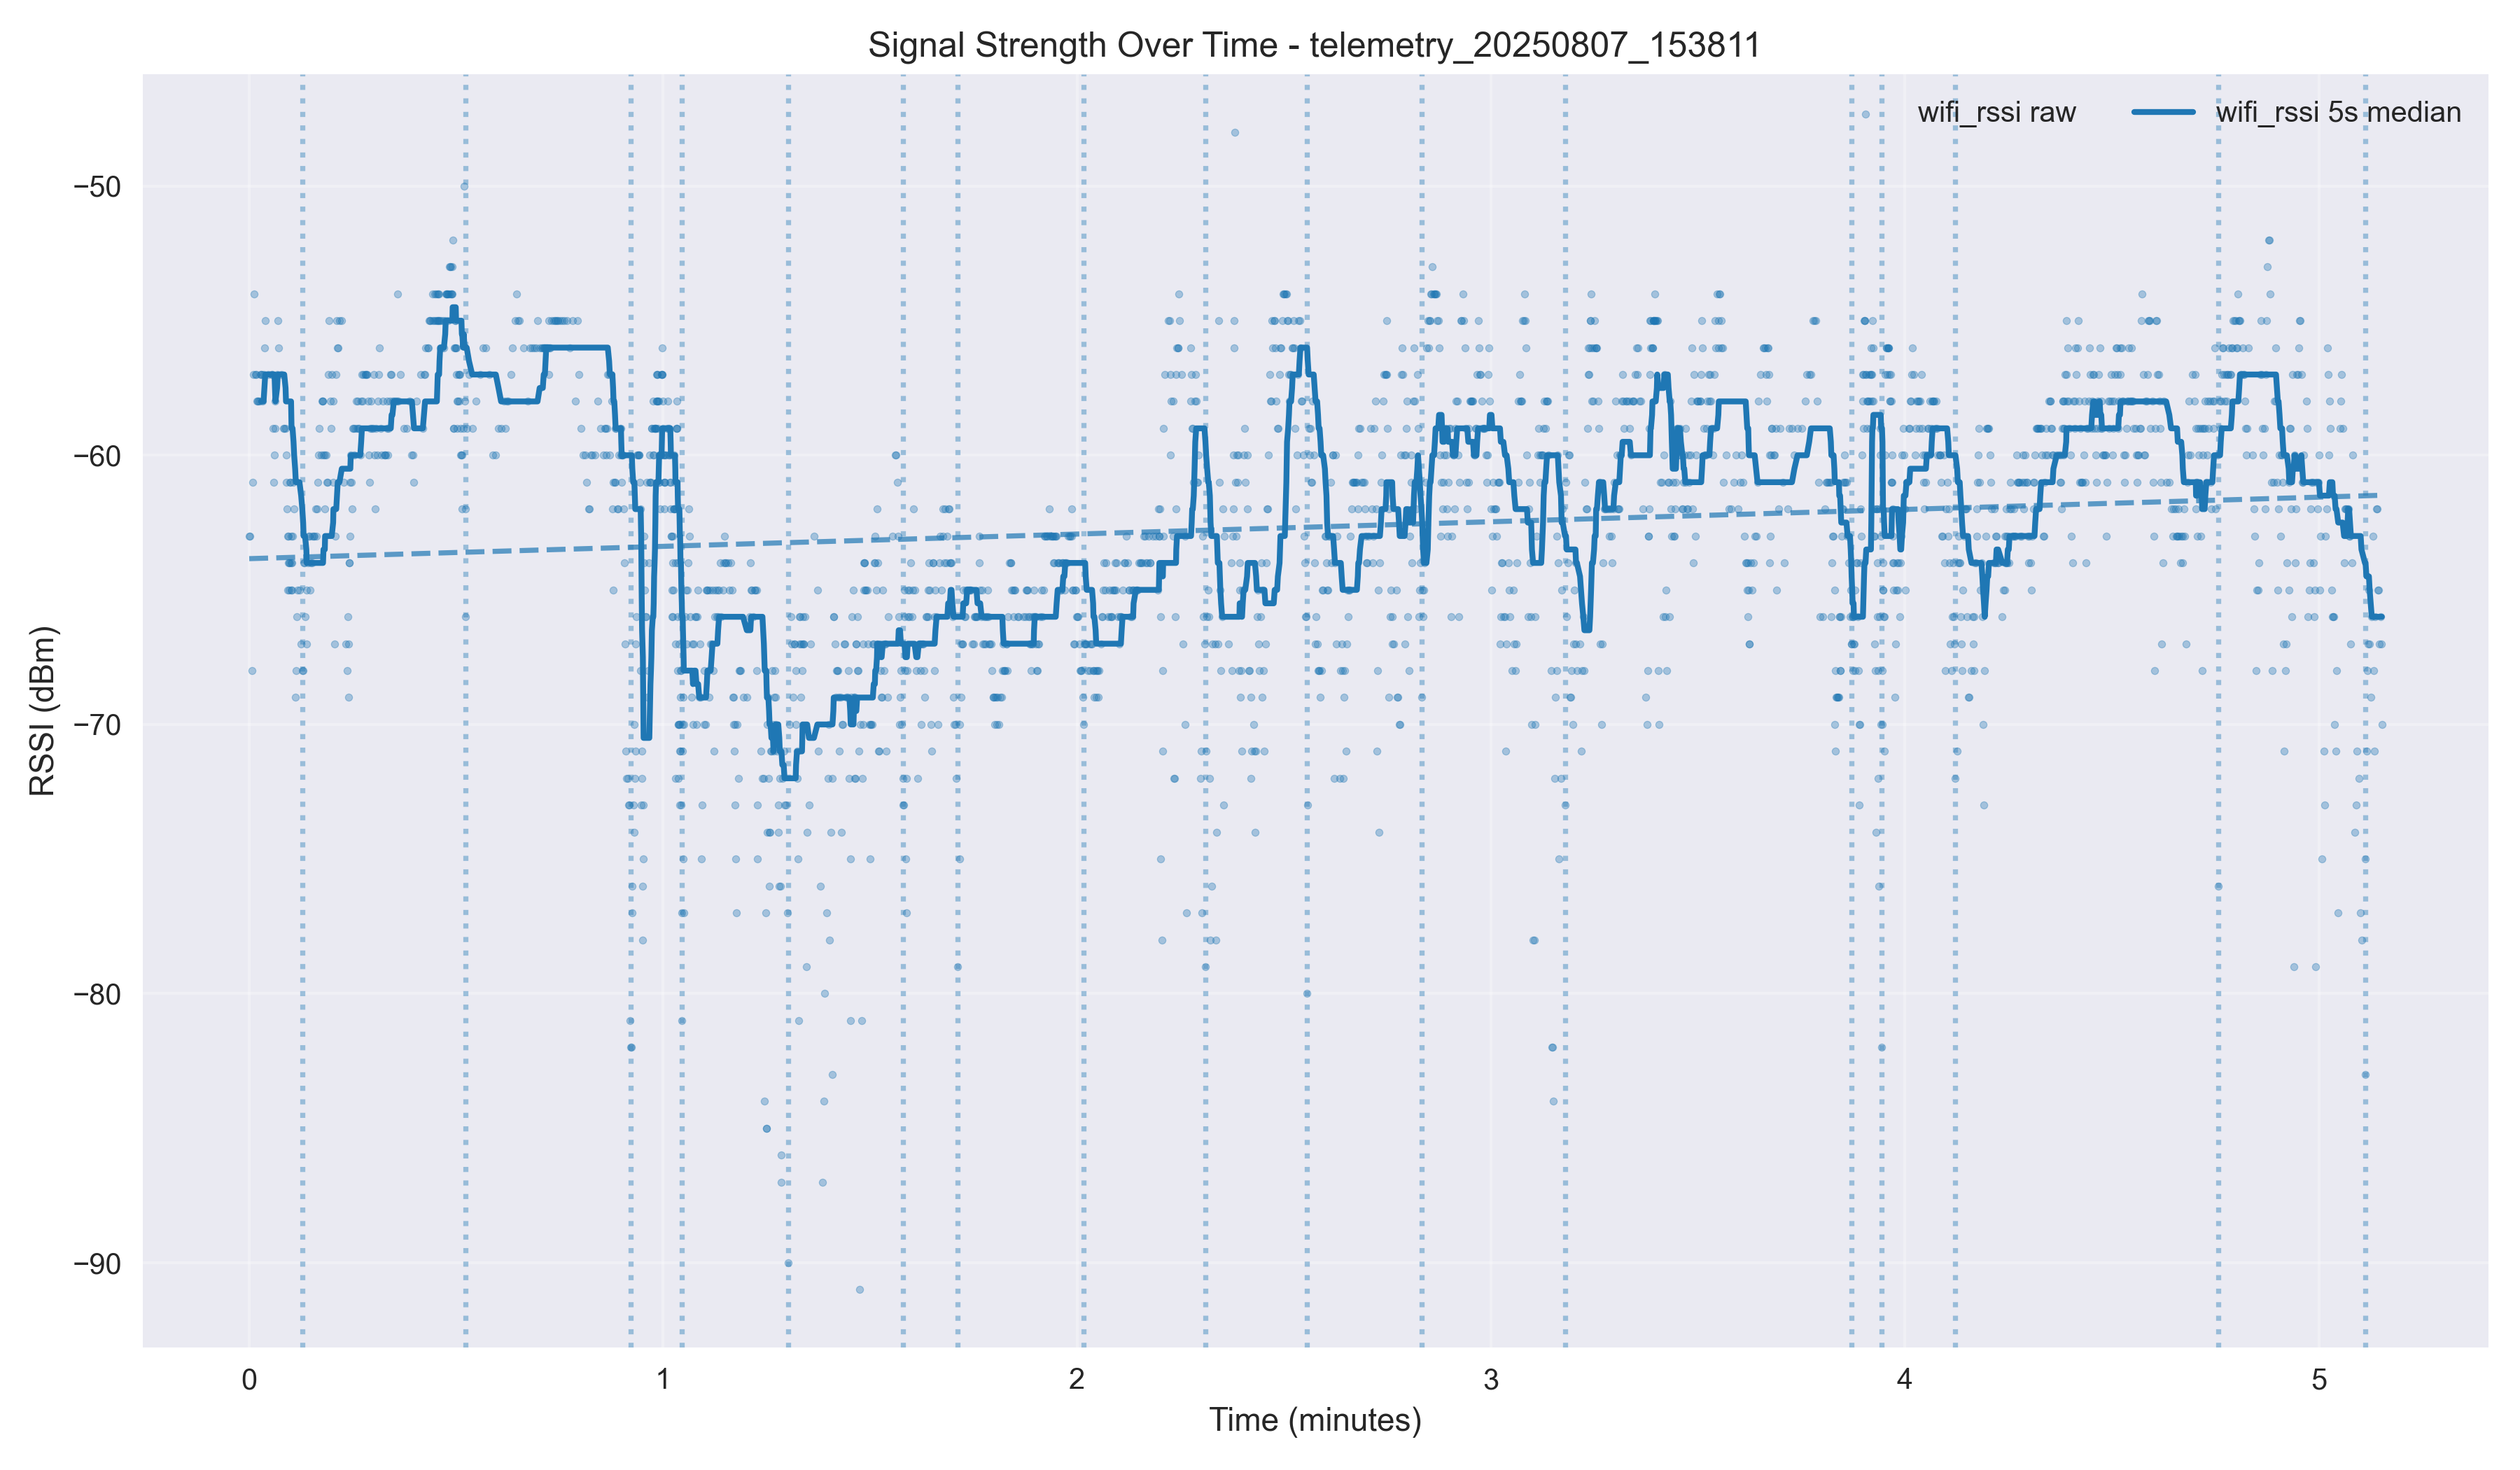 Signal Strength Over Time - telemetry_20250807_153811
wifi_rssi raw
wifi_rssi 5s median
−50
−60
−70
−80
−90
RSSI (dBm)
0
1
2
3
4
5
Time (minutes)